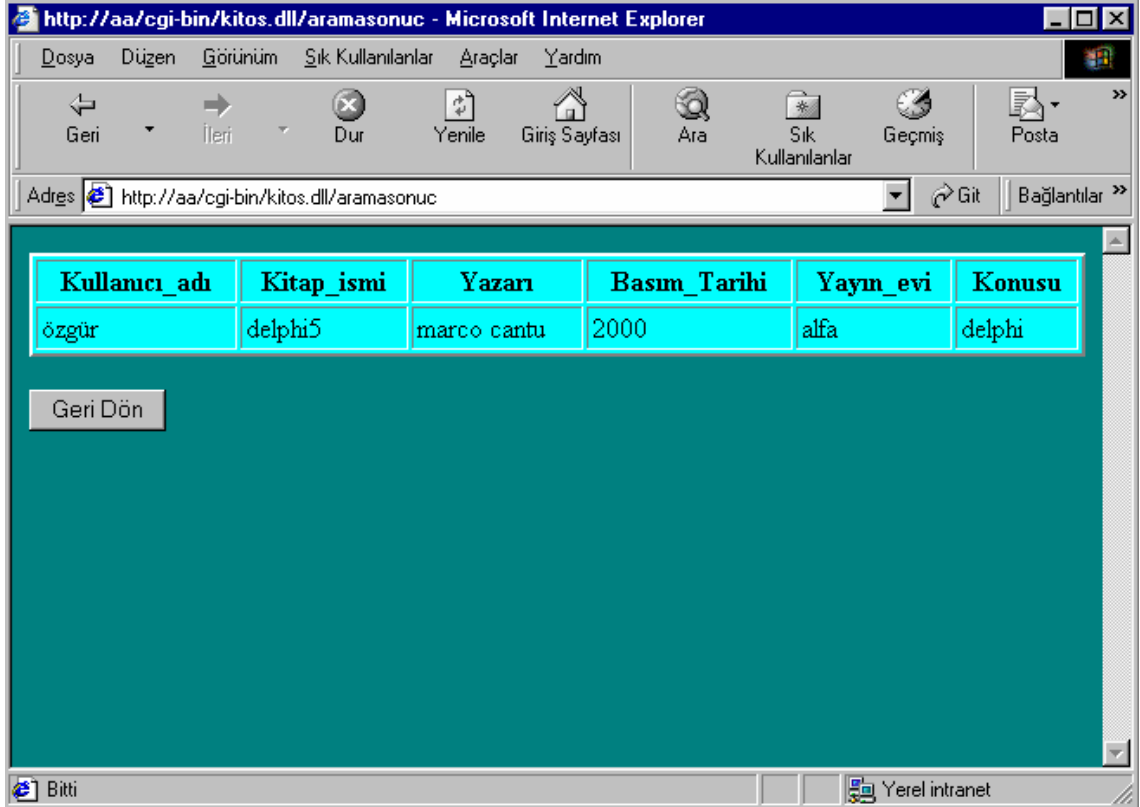 http://aa/cgi-bin/kitos.dll/aramasonuc - Microsoft Internet Explorer
Dosya Düzen Görünüm Sık Kullanılanlar Araçlar Yardım
Geri İleri Dur Yenile Giriş Sayfası Ara Sık Kullanılanlar Geçmiş Posta »
Adres http://aa/cgi-bin/kitos.dll/aramasonuc Git Bağlantılar »
Kullanıcı_adı Kitap_ismi Yazarı Basım_Tarihi Yayın_evi Konusu
özgür delphi5 marco cantu 2000 alfa delphi
Geri Dön
Bitti Yerel intranet